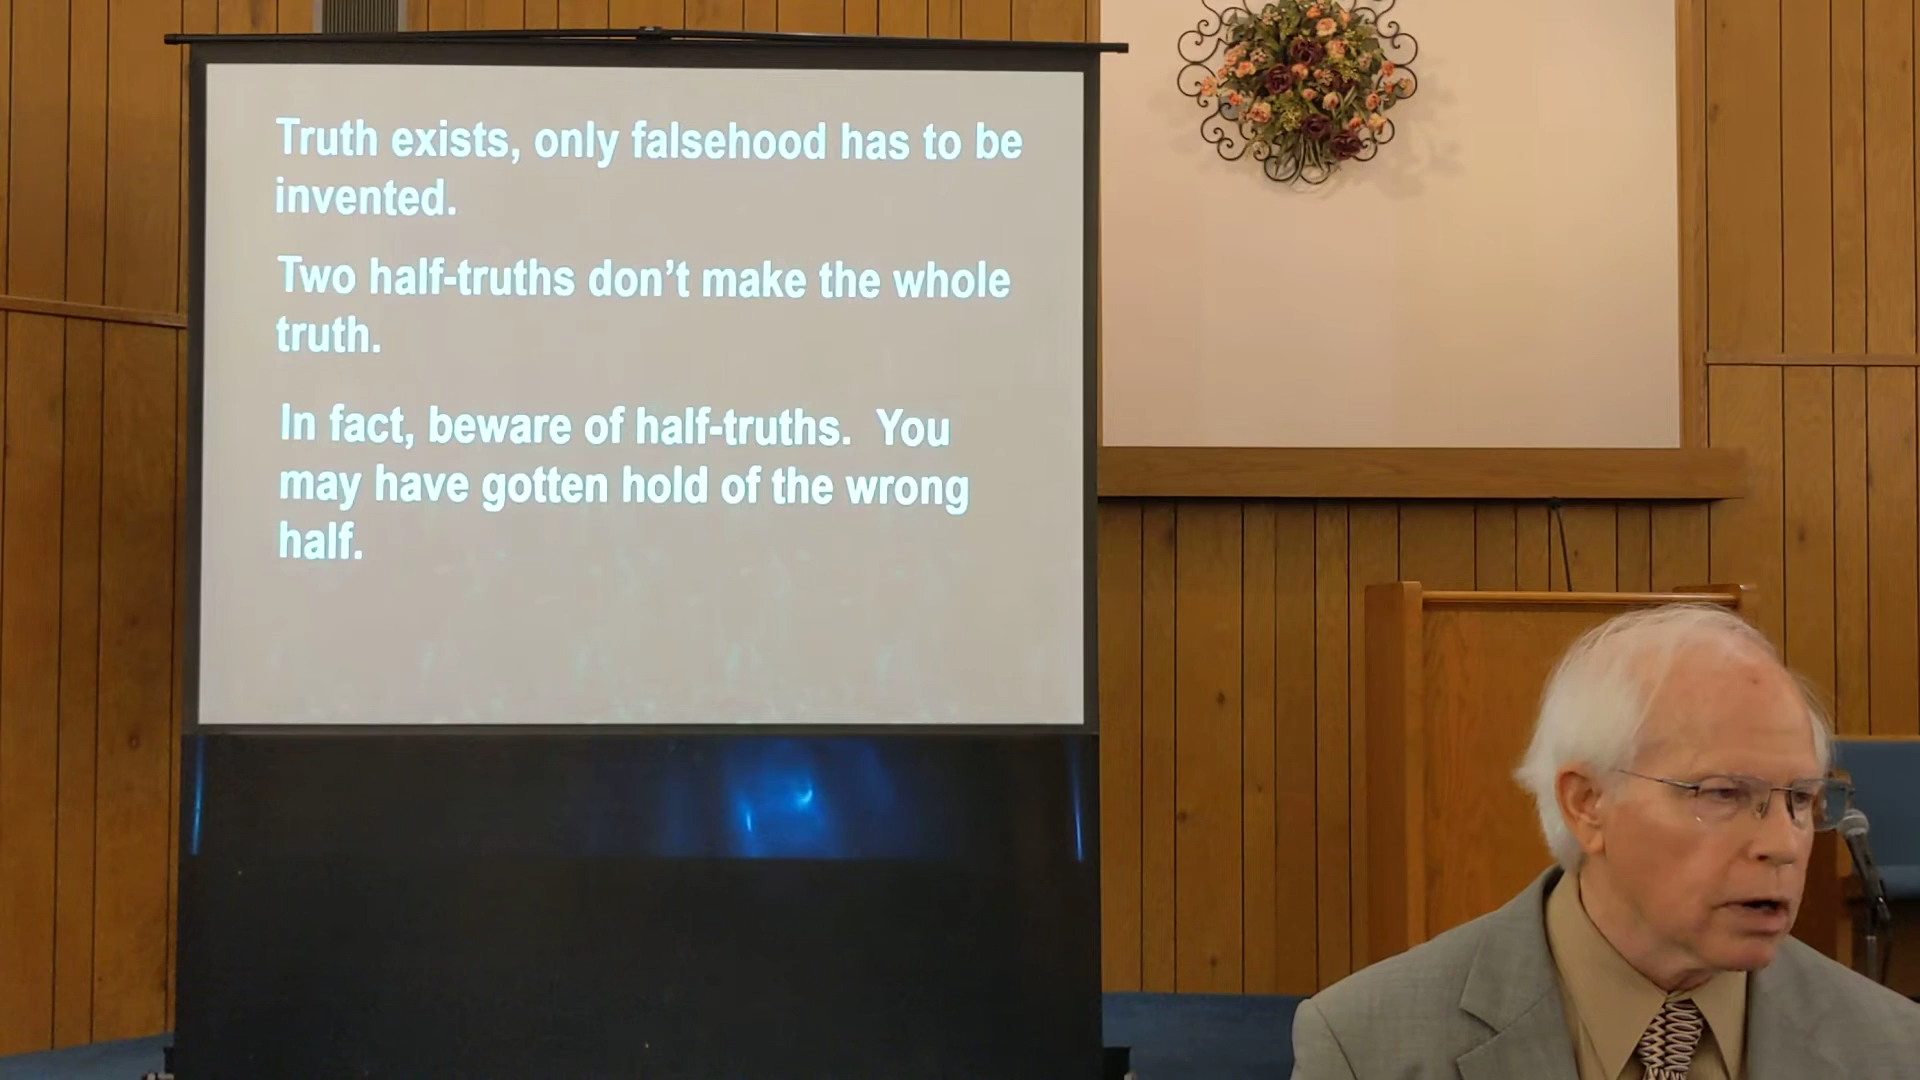 Truth exists, only falsehood has to be
invented.
Two half-truths don’t make the whole
truth.
In fact, beware of half-truths.  You
may have gotten hold of the wrong
half.